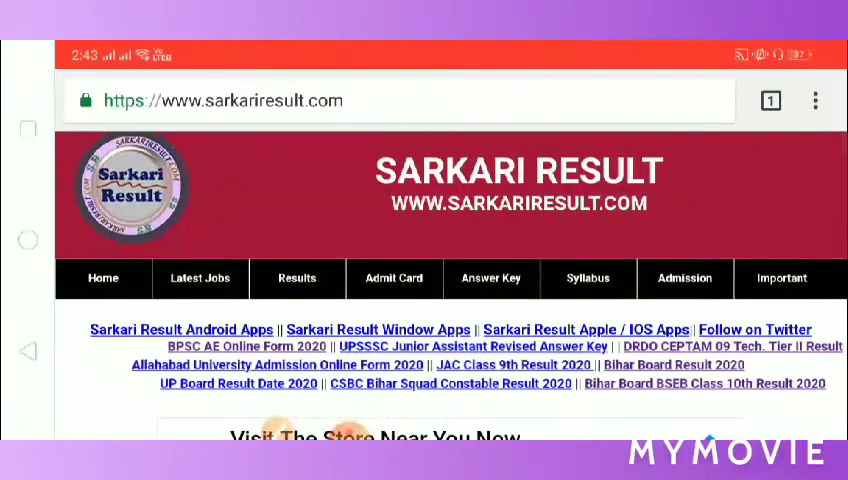 2:43
https://www.sarkariresult.com
1
SARKARIRESULT.COM
Sarkari
Result
S.R
SARKARI RESULT
WWW.SARKARIRESULT.COM
Home Latest Jobs Results Admit Card Answer Key Syllabus Admission Important
Sarkari Result Android Apps || Sarkari Result Window Apps || Sarkari Result Apple / IOS Apps|| Follow on Twitter
BPSC AE Online Form 2020 || UPSSSC Junior Assistant Revised Answer Key || DRDO CEPTAM 09 Tech. Tier II Result
Allahabad University Admission Online Form 2020 || JAC Class 9th Result 2020 || Bihar Board Result 2020
UP Board Result Date 2020 || CSBC Bihar Squad Constable Result 2020 || Bihar Board BSEB Class 10th Result 2020
Visit The Store Near You Now
MYMOVIE